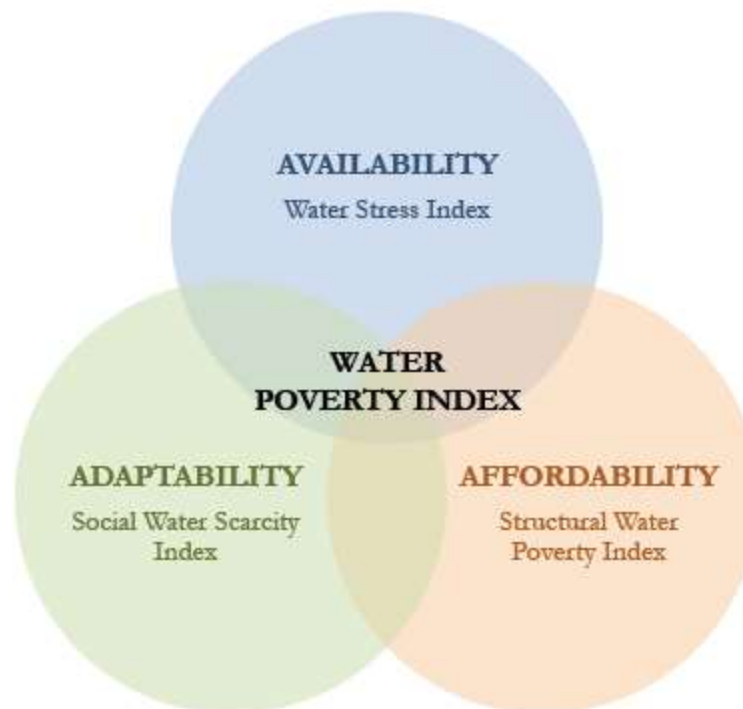 AVAILABILITY
Water Stress Index
WATER
POVERTY INDEX
ADAPTABILITY
Social Water Scarcity
Index
AFFORDABILITY
Structural Water
Poverty Index